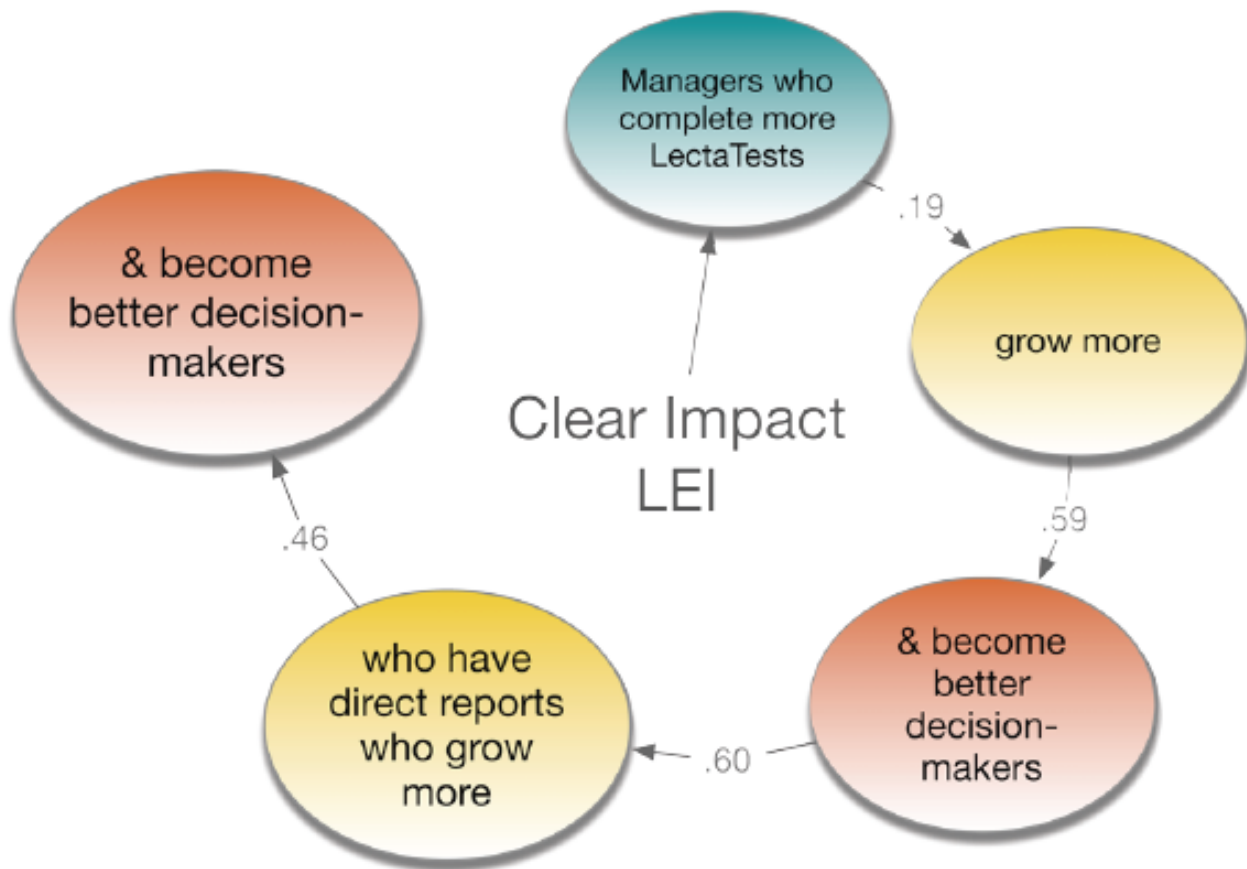 Managers who
complete more
LectaTests
.19
grow more
.59
& become
better
decision-
makers
.60
who have
direct reports
who grow
more
.46
& become
better decision-
makers
Clear Impact
LEI